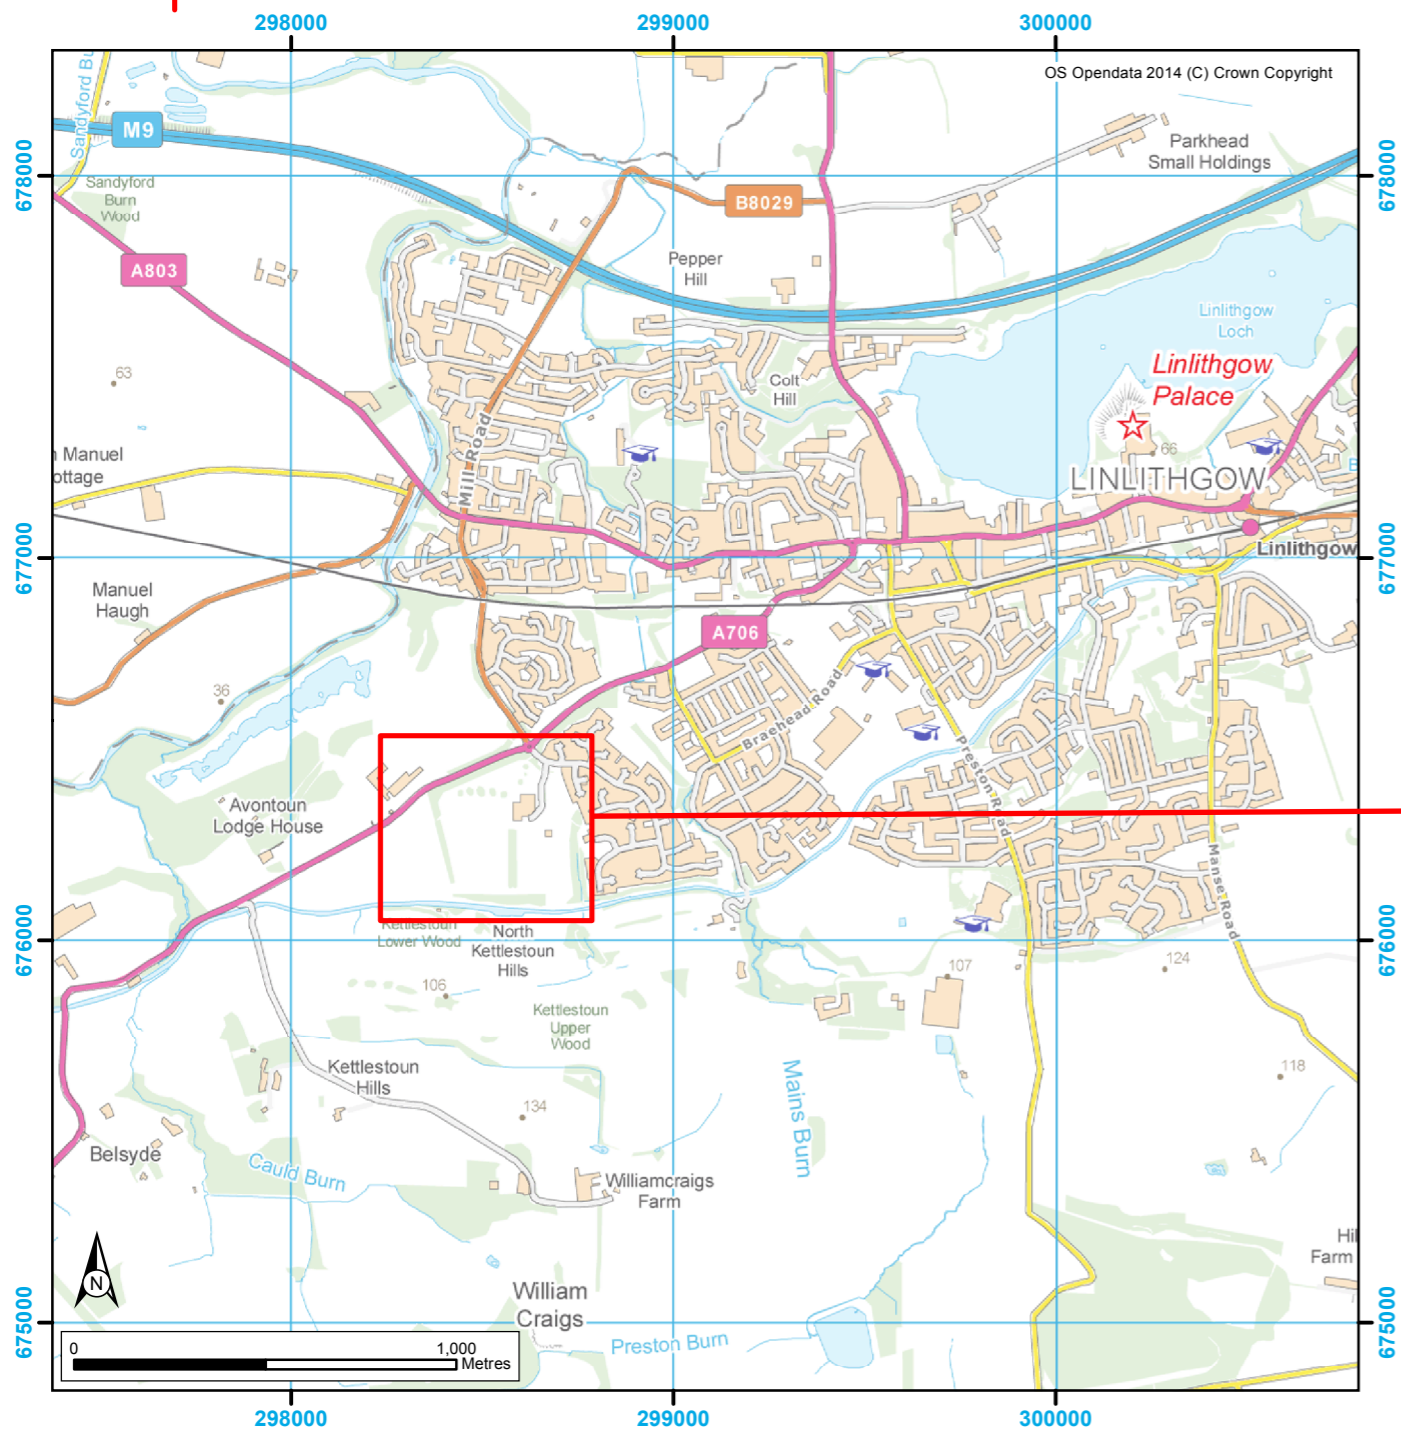 298000
299000
300000
OS Opendata 2014 (C) Crown Copyright
M9
Sandyford Bu
Parkhead
Small Holdings
678000
678000
Sandyford
Burn
Wood
B8029
A803
Pepper
Hill
Linlithgow
Loch
Linlithgow
Palace
63
Colt
Hill
Mill Road
66
n Manuel
ottage
LINLITHGOW
B
677000
Linlithgow
677000
Manuel
Haugh
A706
36
Braehead Road
Preston Road
Avontoun
Lodge House
Manse Road
Kettlestoun
Lower Wood
North
Kettlestoun
Hills
676000
676000
107
124
106
Kettlestoun
Upper
Wood
Kettlestoun
Hills
Mains Burn
118
134
Belsyde
Cauld Burn
Williamcraigs
Farm
Hil
Farm
N
William
Craigs
675000
675000
Preston Burn
0
1,000
Metres
298000
299000
300000